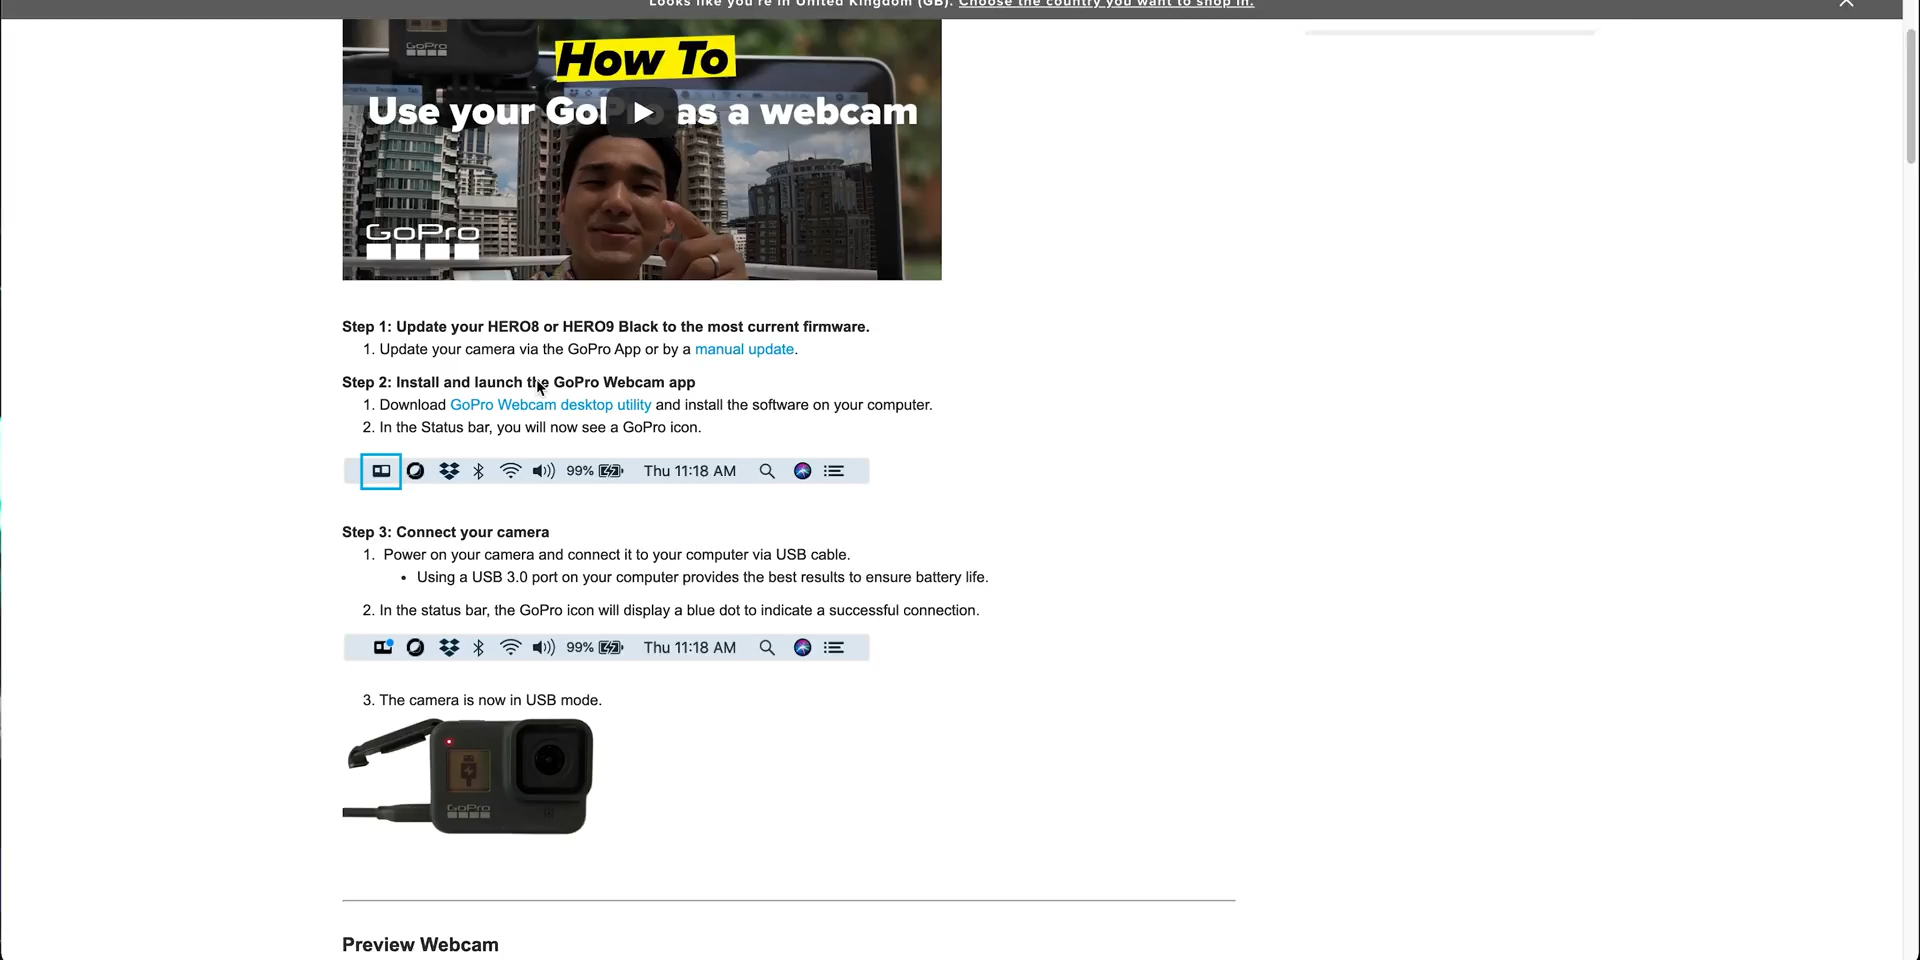 Looks like you're in United Kingdom (GB). Choose the country you want to shop in.
GoPro
How To
Use your Go as a webcam
GoPro
Step 1: Update your HERO8 or HERO9 Black to the most current firmware.
1. Update your camera via the GoPro App or by a manual update.
Step 2: Install and launch the GoPro Webcam app
1. Download GoPro Webcam desktop utility and install the software on your computer.
2. In the Status bar, you will now see a GoPro icon.
99% Thu 11:18 AM
Step 3: Connect your camera
1. Power on your camera and connect it to your computer via USB cable.
• Using a USB 3.0 port on your computer provides the best results to ensure battery life.
2. In the status bar, the GoPro icon will display a blue dot to indicate a successful connection.
99% Thu 11:18 AM
3. The camera is now in USB mode.
GoPro
Preview Webcam